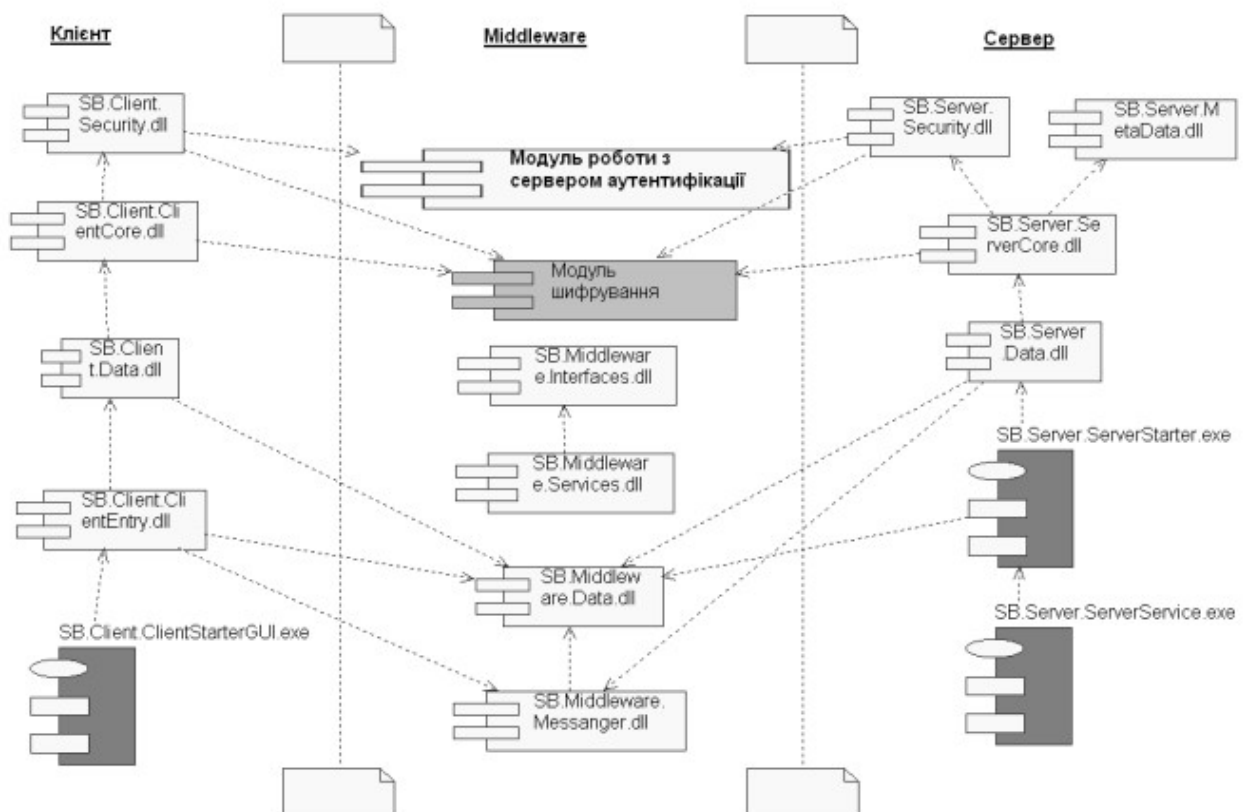 Клієнт
Middleware
Сервер
SB.Client.
Security.dll
SB.Server.
Security.dll
SB.Server.M
etaData.dll
Модуль роботи з
сервером аутентифікації
SB.Client.Cli
entCore.dll
SB.Server.Se
rverCore.dll
Модуль
шифрування
SB.Clien
t.Data.dll
SB.Middlewar
e.Interfaces.dll
SB.Server
.Data.dll
SB.Server.ServerStarter.exe
SB.Middlewar
e.Services.dll
SB.Client.Cli
entEntry.dll
SB.Middlew
are.Data.dll
SB.Server.ServerService.exe
SB.Client.ClientStarterGUI.exe
SB.Middleware.
Messanger.dll